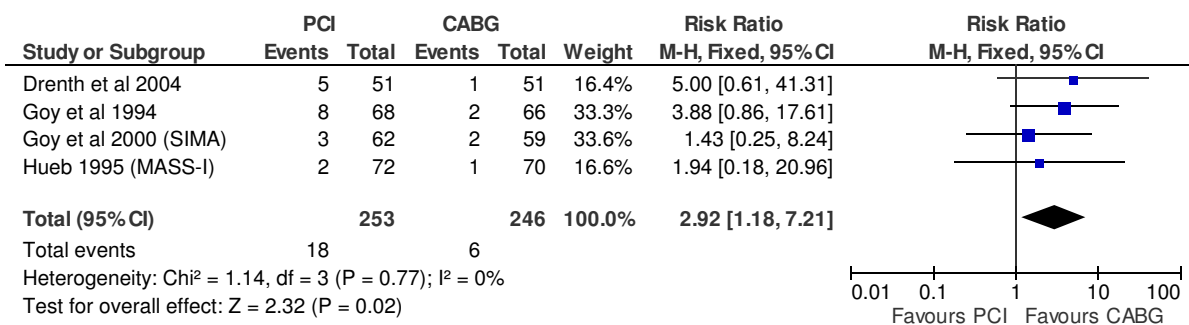 PCI CABG Risk Ratio Risk Ratio
Study or Subgroup Events Total Events Total Weight M-H, Fixed, 95% CI M-H, Fixed, 95% CI
Drenth et al 2004 5 51 1 51 16.4% 5.00 [0.61, 41.31]
Goy et al 1994 8 68 2 66 33.3% 3.88 [0.86, 17.61]
Goy et al 2000 (SIMA) 3 62 2 59 33.6% 1.43 [0.25, 8.24]
Hueb 1995 (MASS-I) 2 72 1 70 16.6% 1.94 [0.18, 20.96]
Total (95% CI) 253 246 100.0% 2.92 [1.18, 7.21]
Total events 18 6
Heterogeneity: Chi² = 1.14, df = 3 (P = 0.77); I² = 0%
Test for overall effect: Z = 2.32 (P = 0.02)
0.01 0.1 1 10 100
Favours PCI Favours CABG